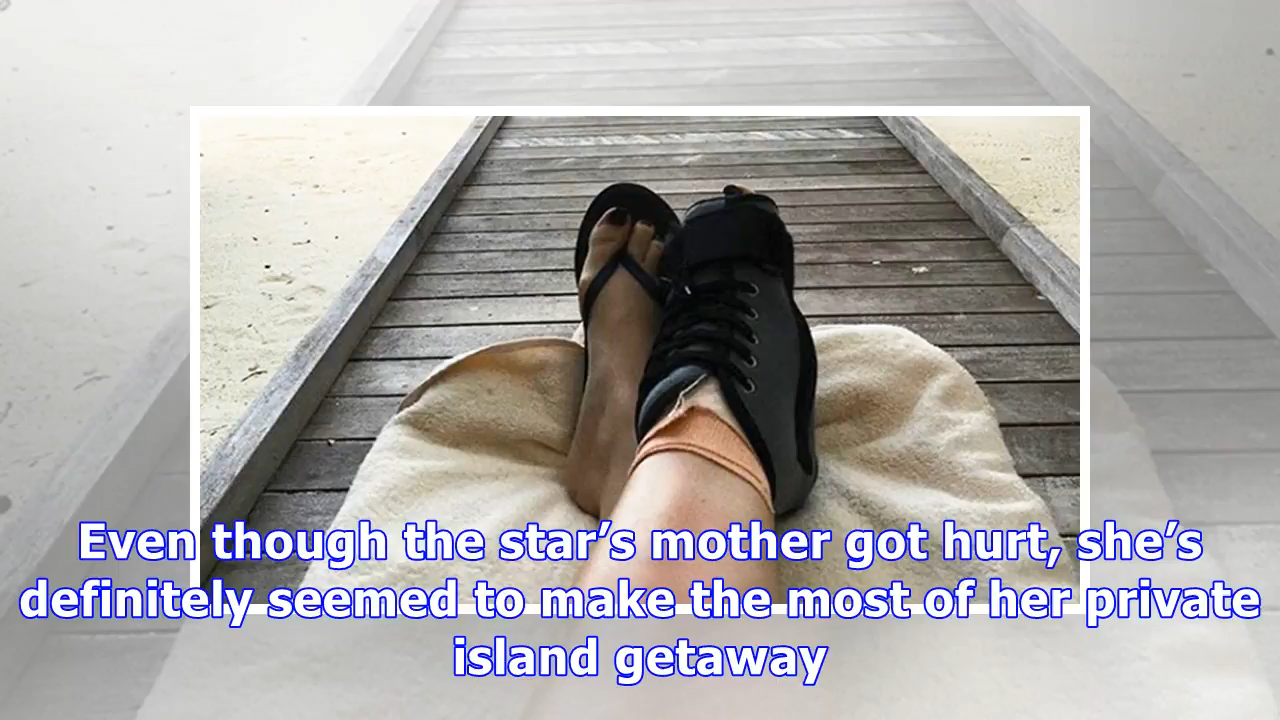 Even though the star’s mother got hurt, she’s
definitely seemed to make the most of her private
island getaway